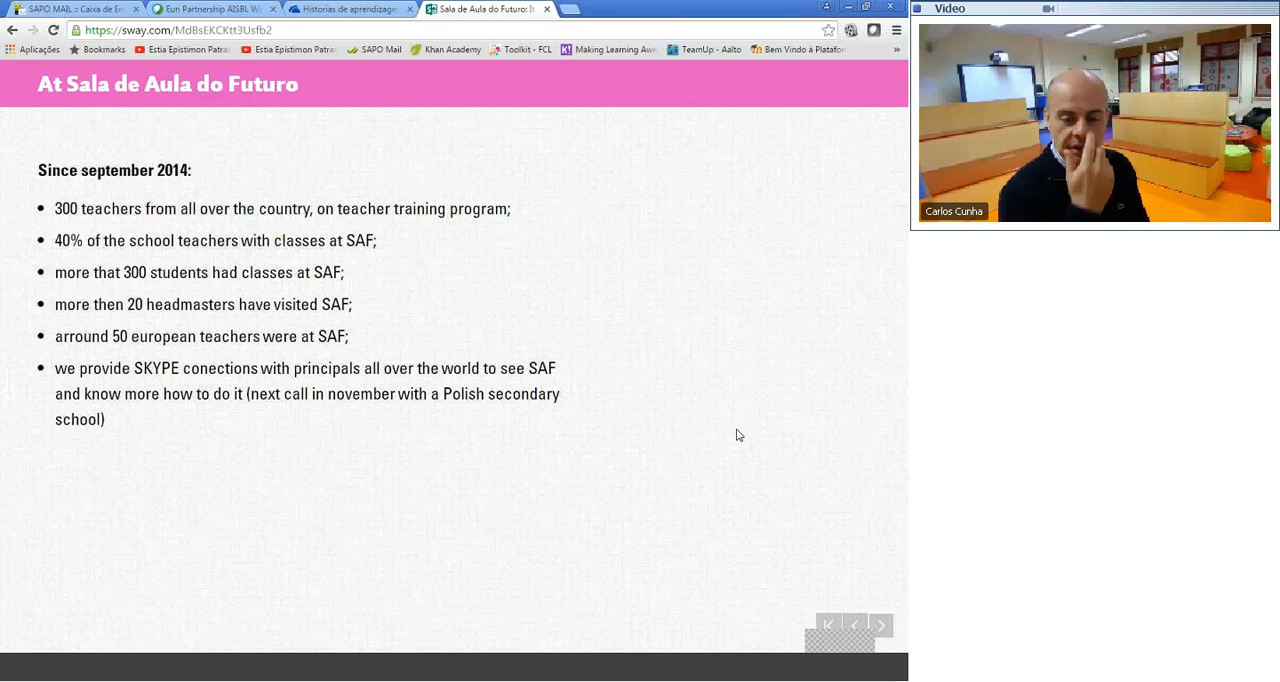 SAPO MAIL :: Caixa de En
Eun Partnership AISBL We
Historias de aprendizagem
Sala de Aula do Futuro: It
https://sway.com/MdBsEKCKtt3Usfb2
Aplicações
Bookmarks
Estia Epistimon Patras
Estia Epistimon Patras
SAPO Mail
Khan Academy
Toolkit - FCL
Making Learning Awe
TeamUp - Aalto
Bem Vindo à Platafor
»
At Sala de Aula do Futuro
Since september 2014:
• 300 teachers from all over the country, on teacher training program;
• 40% of the school teachers with classes at SAF;
• more that 300 students had classes at SAF;
• more then 20 headmasters have visited SAF;
• arround 50 european teachers were at SAF;
• we provide SKYPE conections with principals all over the world to see SAF
and know more how to do it (next call in november with a Polish secondary
school)
Video
Carlos Cunha